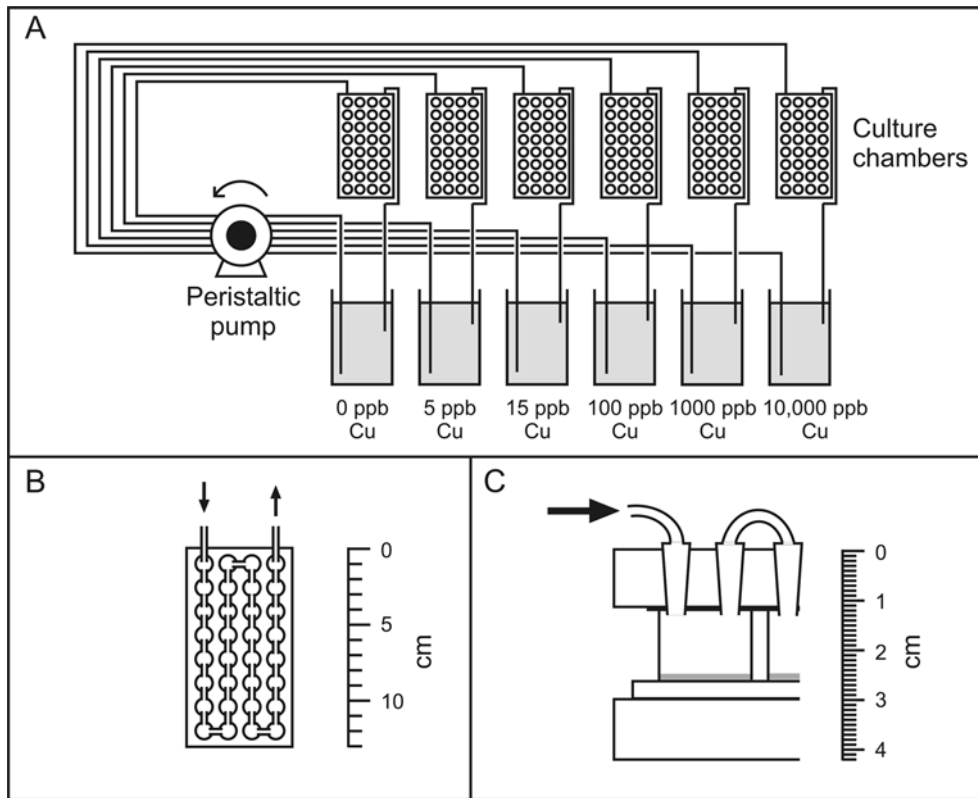 A
Culture
chambers
Peristaltic
pump
0 ppb
Cu
5 ppb
Cu
15 ppb
Cu
100 ppb
Cu
1000 ppb
Cu
10,000 ppb
Cu
B
0
5
10
cm
C
0
1
2
3
4
cm